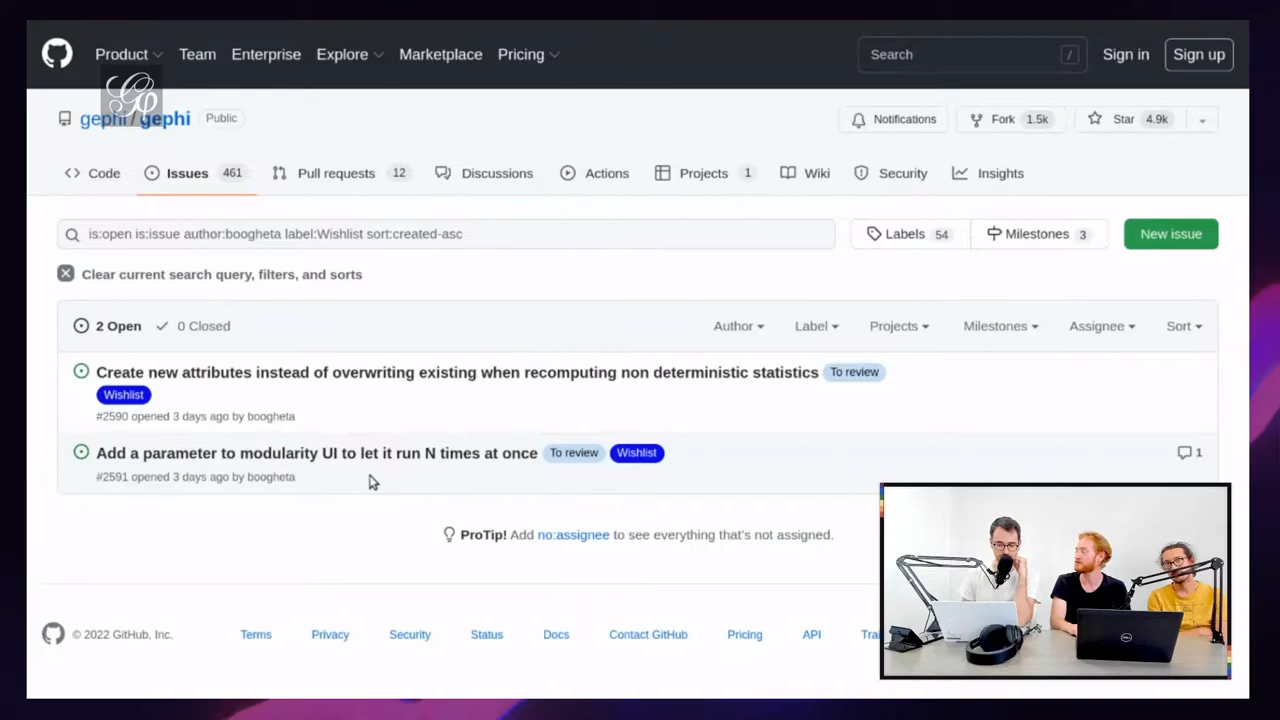 Product Team Enterprise Explore Marketplace Pricing Search / Sign in Sign up
gephi / gephi Public Notifications Fork 1.5k Star 4.9k
Code Issues 461 Pull requests 12 Discussions Actions Projects 1 Wiki Security Insights
is:open is:issue author:boogheta label:Wishlist sort:created-asc Labels 54 Milestones 3 New issue
Clear current search query, filters, and sorts
2 Open 0 Closed Author Label Projects Milestones Assignee Sort
Create new attributes instead of overwriting existing when recomputing non deterministic statistics To review
Wishlist
#2590 opened 3 days ago by boogheta
Add a parameter to modularity UI to let it run N times at once To review Wishlist 1
#2591 opened 3 days ago by boogheta
ProTip! Add no:assignee to see everything that's not assigned.
© 2022 GitHub, Inc. Terms Privacy Security Status Docs Contact GitHub Pricing API